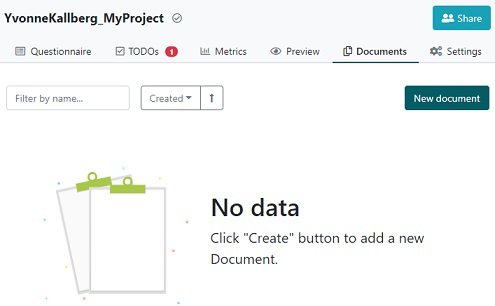 YvonneKallberg_MyProject
Share
Questionnaire TODOs 1 Metrics Preview Documents Settings
Filter by name... Created New document
No data
Click "Create" button to add a new
Document.